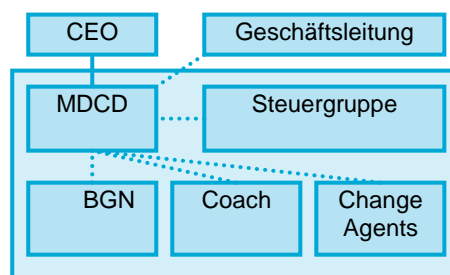 CEO
Geschäftsleitung
MDCD
Steuergruppe
BGN
Coach
Change
Agents